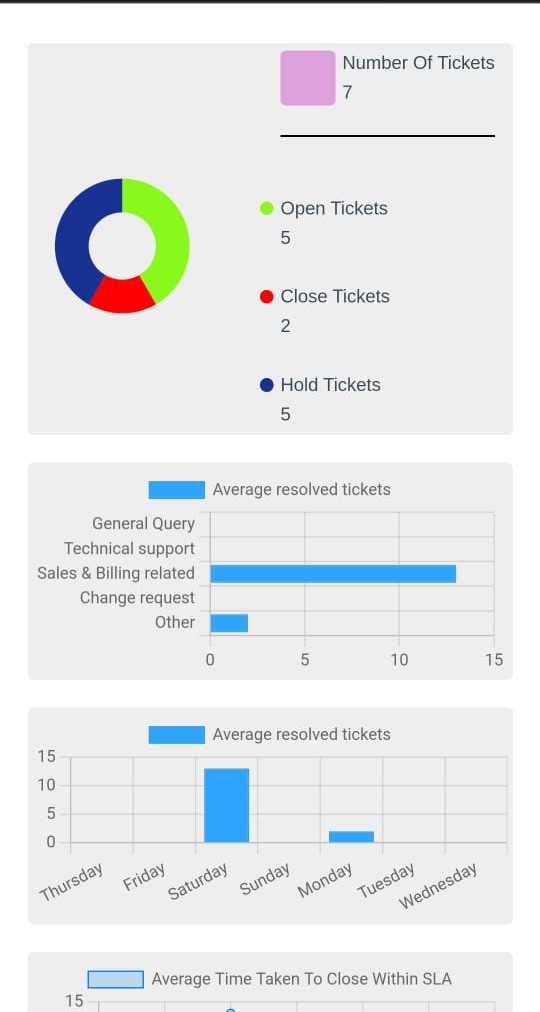 Number Of Tickets
7
Open Tickets
5
Close Tickets
2
Hold Tickets
5
Average resolved tickets
General Query
Technical support
Sales & Billing related
Change request
Other
0 5 10 15
Average resolved tickets
15
10
5
0
Thursday Friday Saturday Sunday Monday Tuesday Wednesday
Average Time Taken To Close Within SLA
15